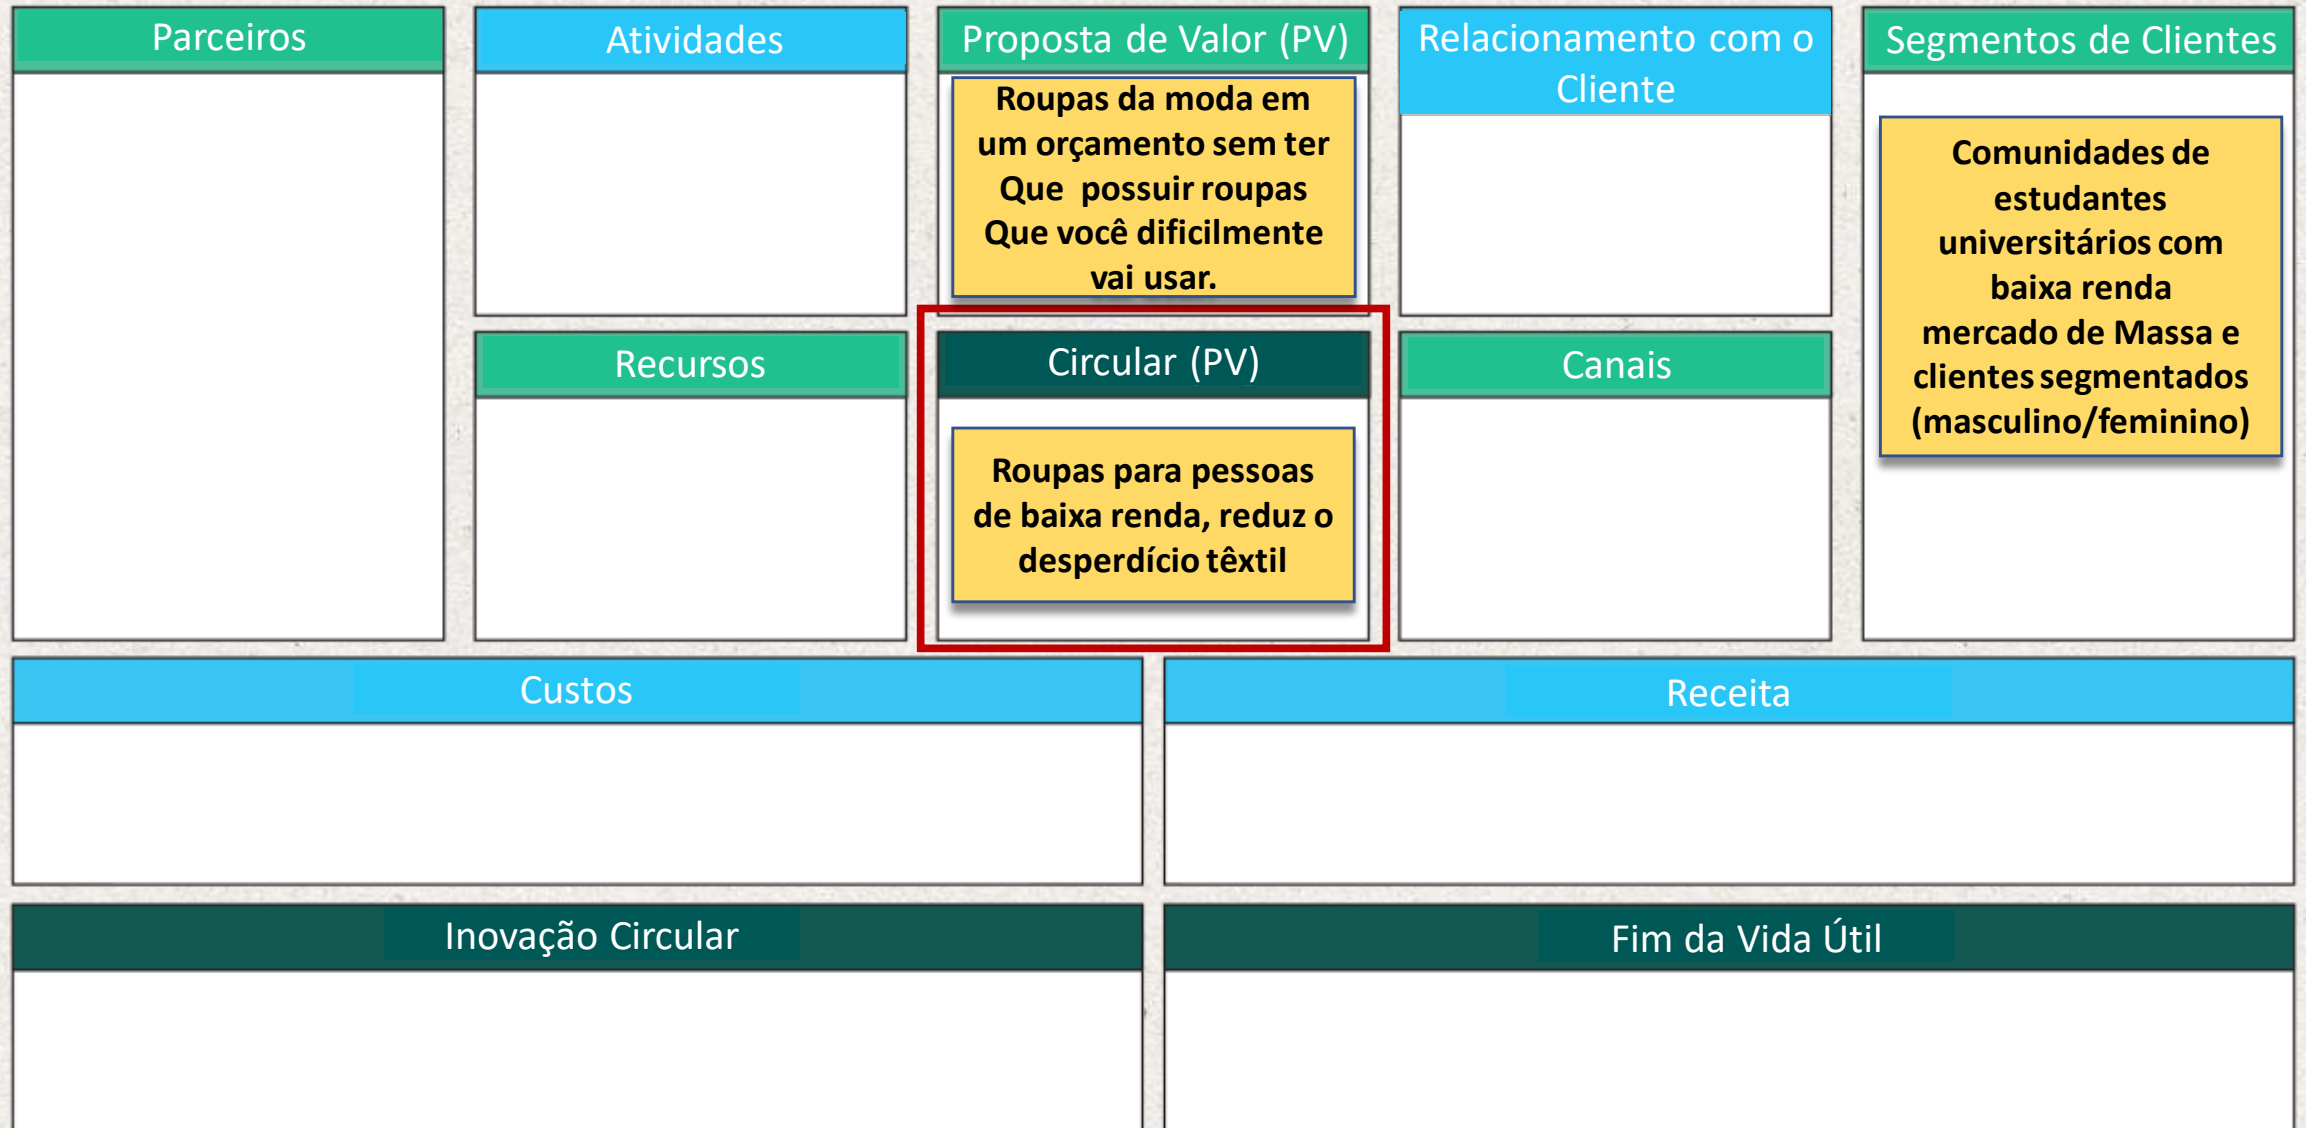 Parceiros
Atividades
Proposta de Valor (PV)
Roupas da moda em
um orçamento sem ter
Que possuir roupas
Que você dificilmente
vai usar.
Relacionamento com o
Cliente
Segmentos de Clientes
Comunidades de
estudantes
universitários com
baixa renda
mercado de Massa e
clientes segmentados
(masculino/feminino)
Recursos
Circular (PV)
Roupas para pessoas
de baixa renda, reduz o
desperdício têxtil
Canais
Custos
Receita
Inovação Circular
Fim da Vida Útil